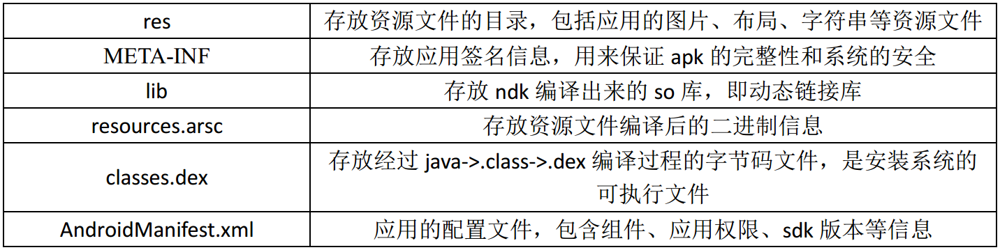 res
存放资源文件的目录，包括应用的图片、布局、字符串等资源文件
META-INF
存放应用签名信息，用来保证 apk 的完整性和系统的安全
lib
存放 ndk 编译出来的 so 库，即动态链接库
resources.arsc
存放资源文件编译后的二进制信息
classes.dex
存放经过 java->.class->.dex 编译过程的字节码文件，是安装系统的
可执行文件
AndroidManifest.xml
应用的配置文件，包含组件、应用权限、sdk 版本等信息